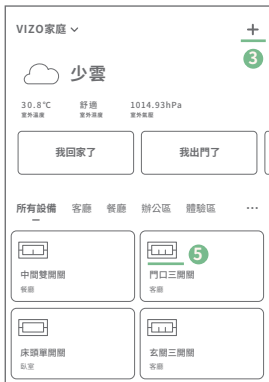 VIZO家庭
3
少雲
30.8°C 舒適 1014.93hPa
室外溫度 室外濕度 室外氣壓
我回家了 我出門了
所有設備 客廳 餐廳 辦公區 體驗區 ...
5
中間雙開關 門口三開關
餐廳 客廳
床頭單開關 玄關三開關
臥室 客廳